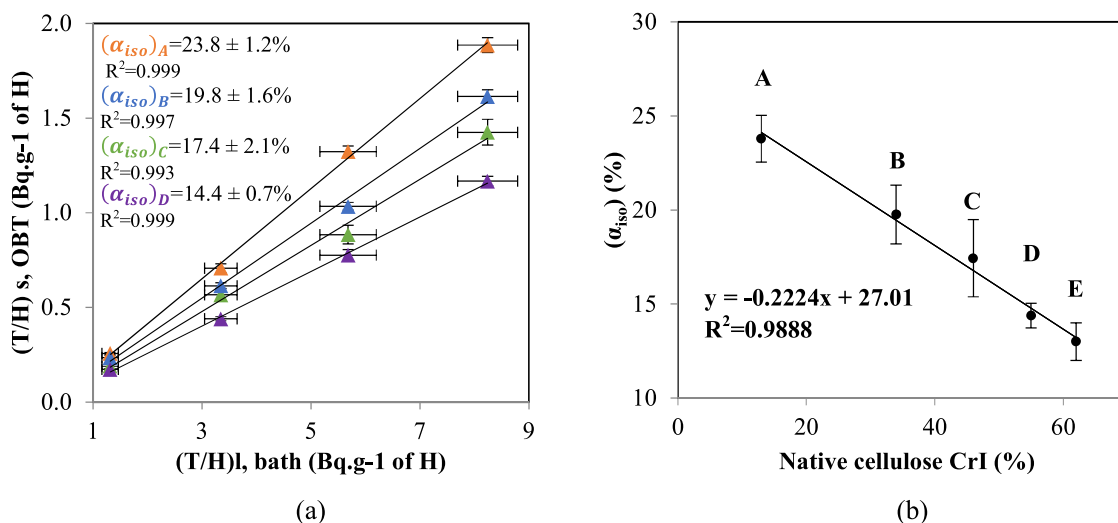 2.0
1.5
1.0
0.5
0.0
(T/H) s, OBT (Bq.g-1 of H)
(α_iso)_A=23.8 ± 1.2%
R²=0.999
(α_iso)_B=19.8 ± 1.6%
R²=0.997
(α_iso)_C=17.4 ± 2.1%
R²=0.993
(α_iso)_D=14.4 ± 0.7%
R²=0.999
1 3 5 7 9
(T/H)l, bath (Bq.g-1 of H)
(a)
30
25
20
15
10
(α_iso) (%)
A
B
C
D
E
y = -0.2224x + 27.01
R²=0.9888
0 20 40 60
Native cellulose CrI (%)
(b)